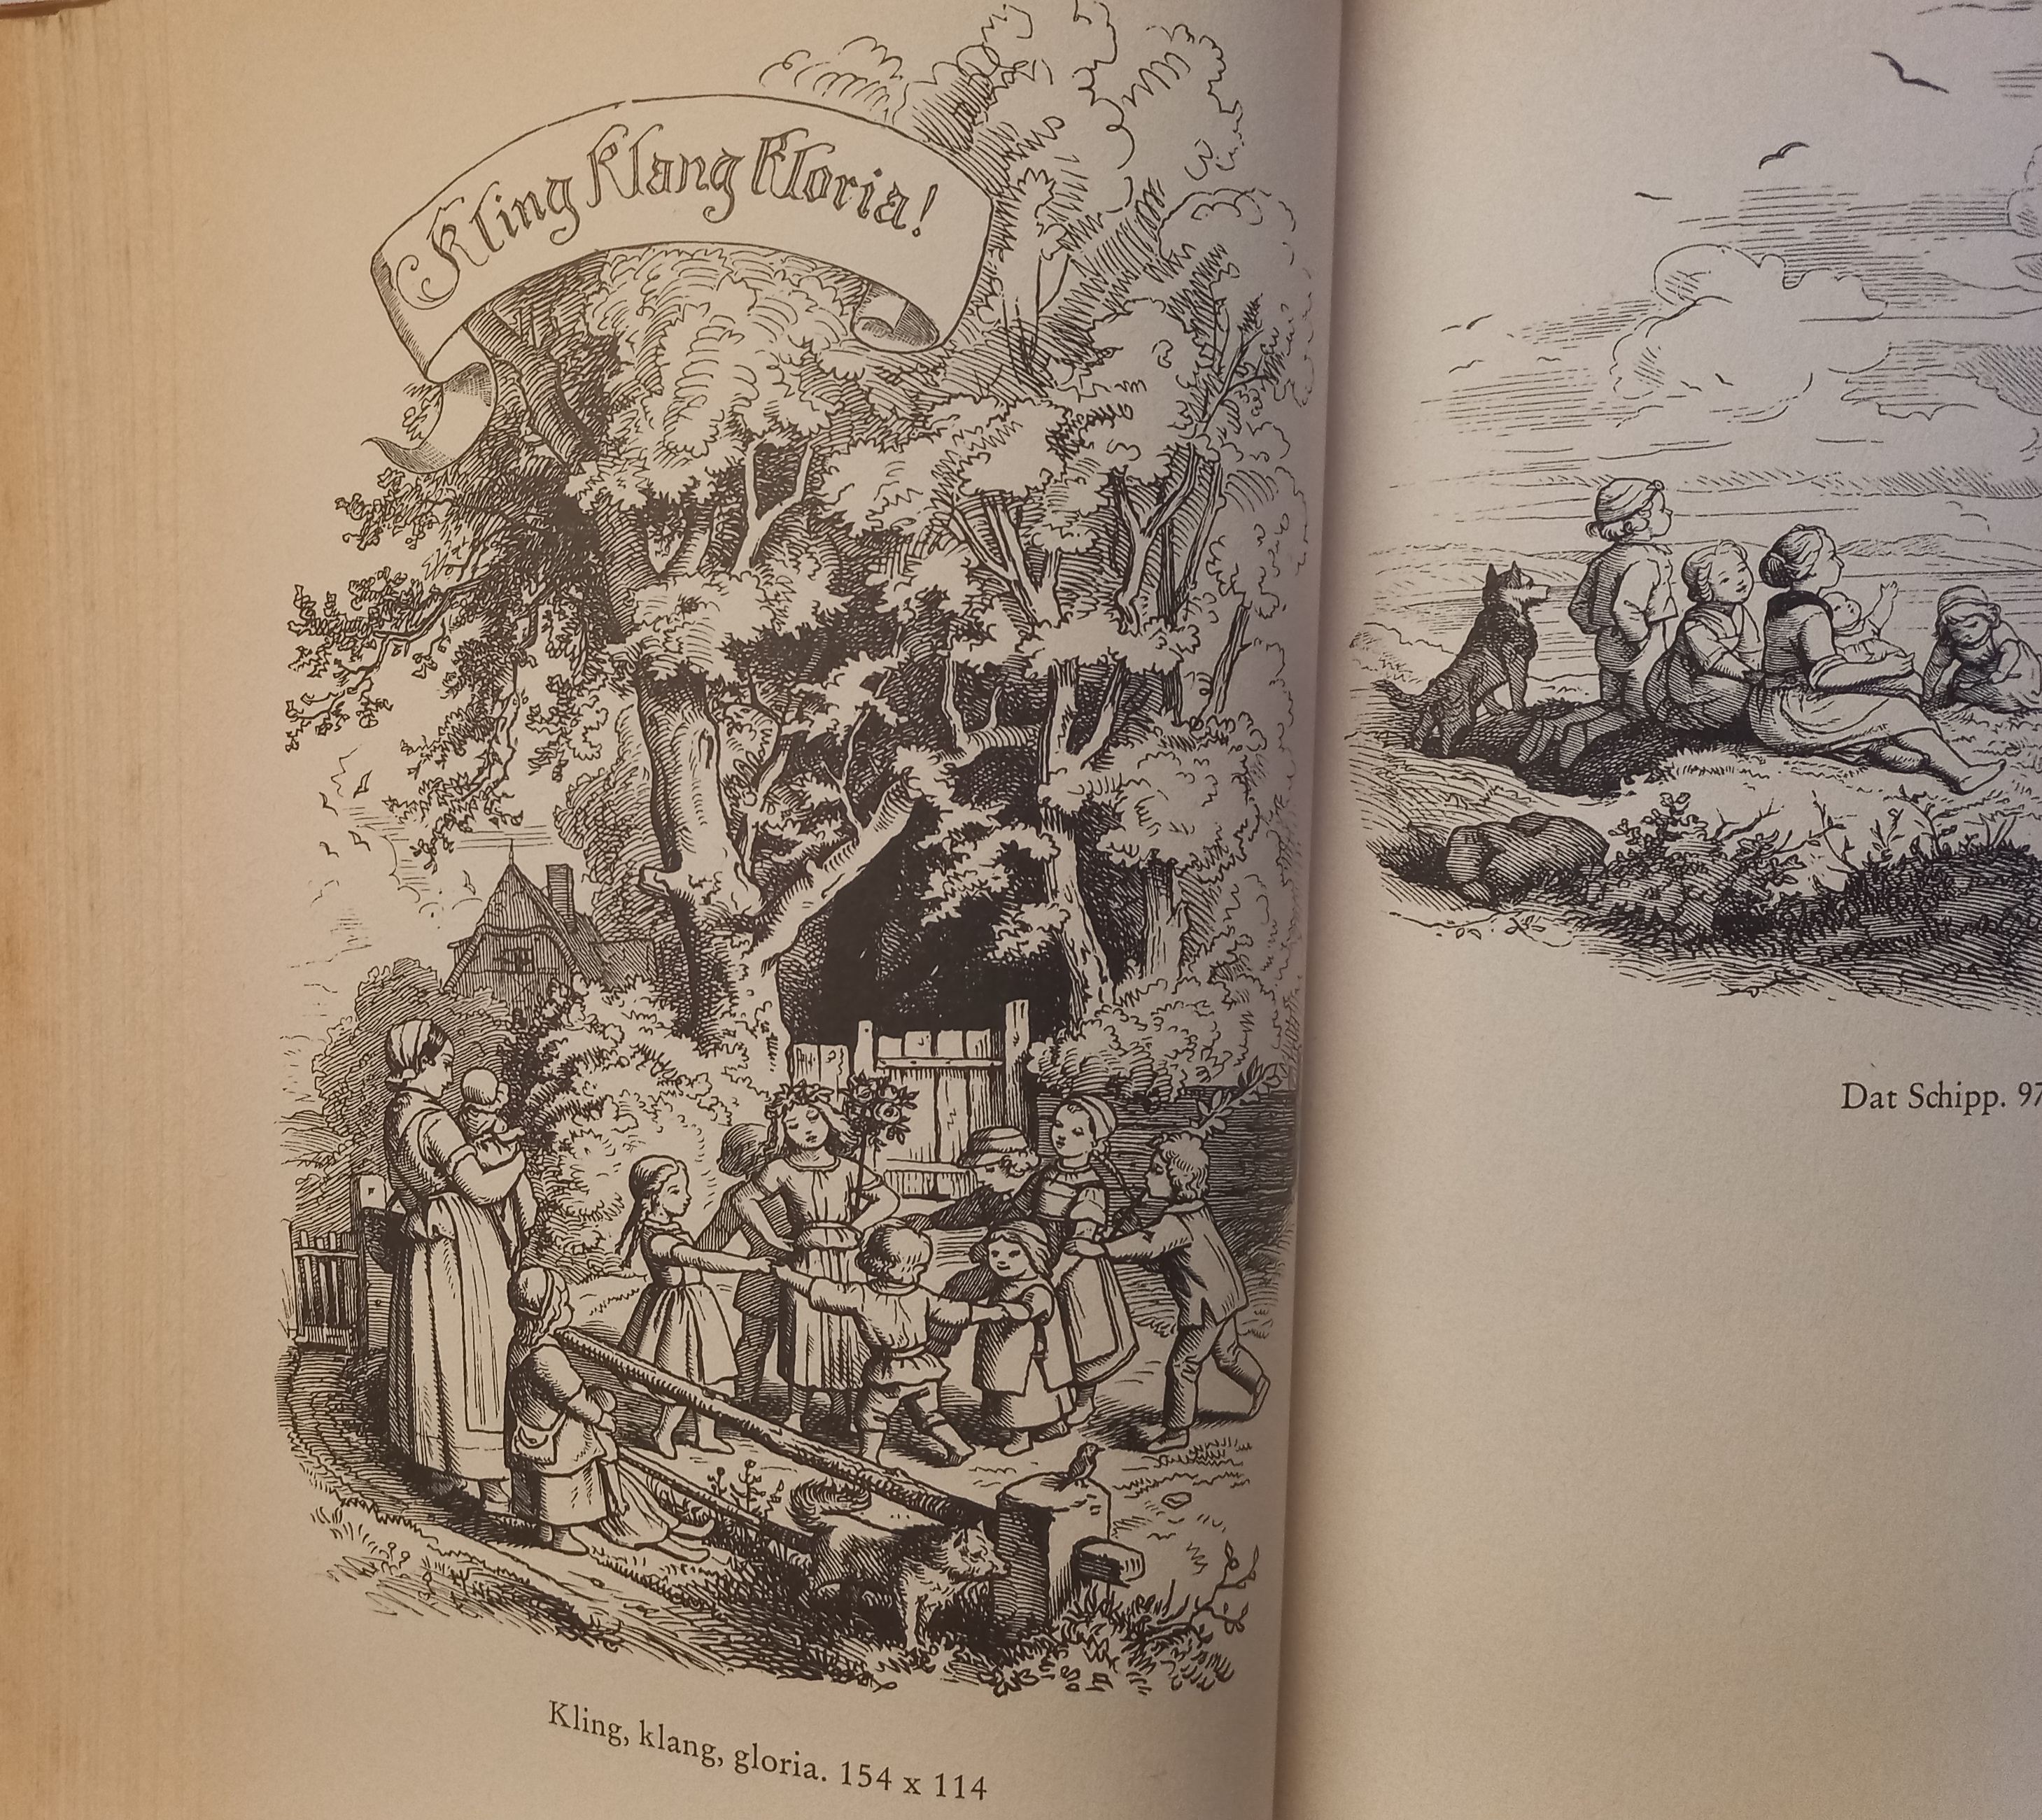 Kling Klang Kloria!
Kling, klang, gloria. 154 x 114
Dat Schipp. 97